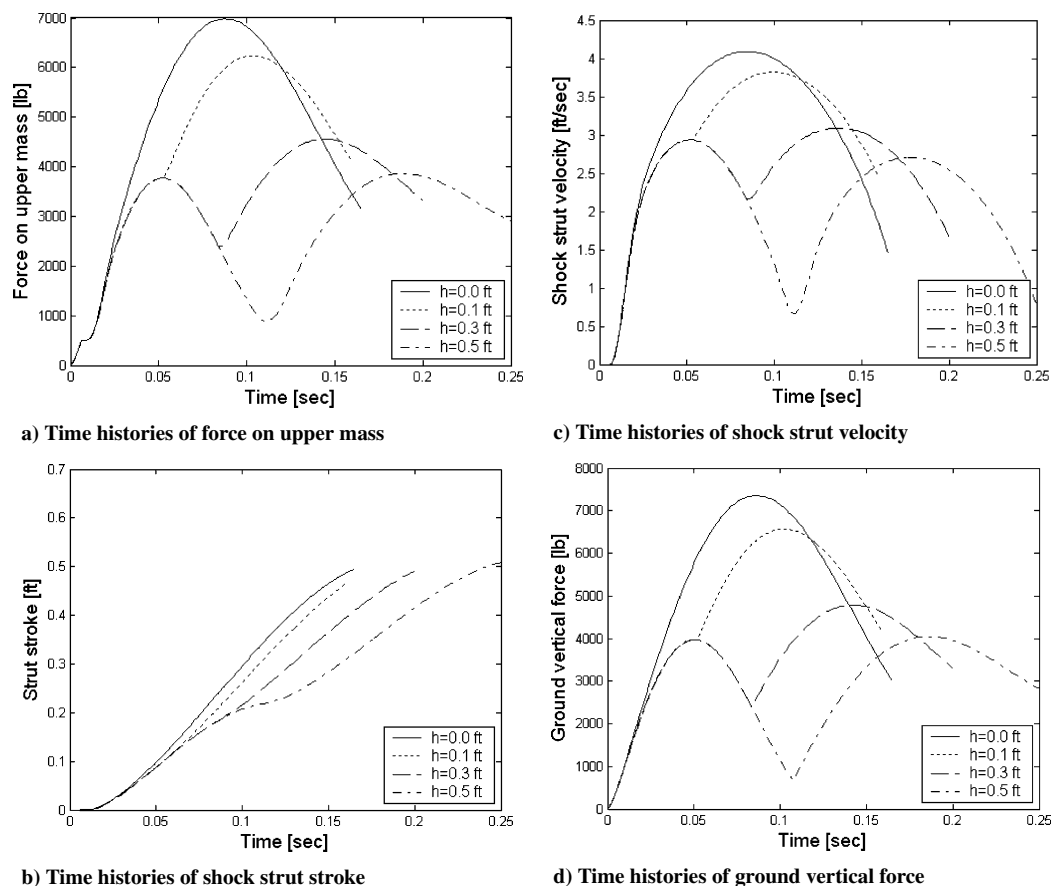 7000
6000
5000
4000
3000
2000
1000
0
Force on upper mass [lb]
0 0.05 0.1 0.15 0.2 0.25
Time [sec]
h=0.0 ft
h=0.1 ft
h=0.3 ft
h=0.5 ft
a) Time histories of force on upper mass
4.5
4
3.5
3
2.5
2
1.5
1
0.5
0
Shock strut velocity [ft/sec]
0 0.05 0.1 0.15 0.2 0.25
Time [sec]
h=0.0 ft
h=0.1 ft
h=0.3 ft
h=0.5 ft
c) Time histories of shock strut velocity
0.7
0.6
0.5
0.4
0.3
0.2
0.1
0
Strut stroke [ft]
0 0.05 0.1 0.15 0.2 0.25
Time [sec]
h=0.0 ft
h=0.1 ft
h=0.3 ft
h=0.5 ft
b) Time histories of shock strut stroke
8000
7000
6000
5000
4000
3000
2000
1000
0
Ground vertical force [lb]
0 0.05 0.1 0.15 0.2 0.25
Time [sec]
h=0.0 ft
h=0.1 ft
h=0.3 ft
h=0.5 ft
d) Time histories of ground vertical force